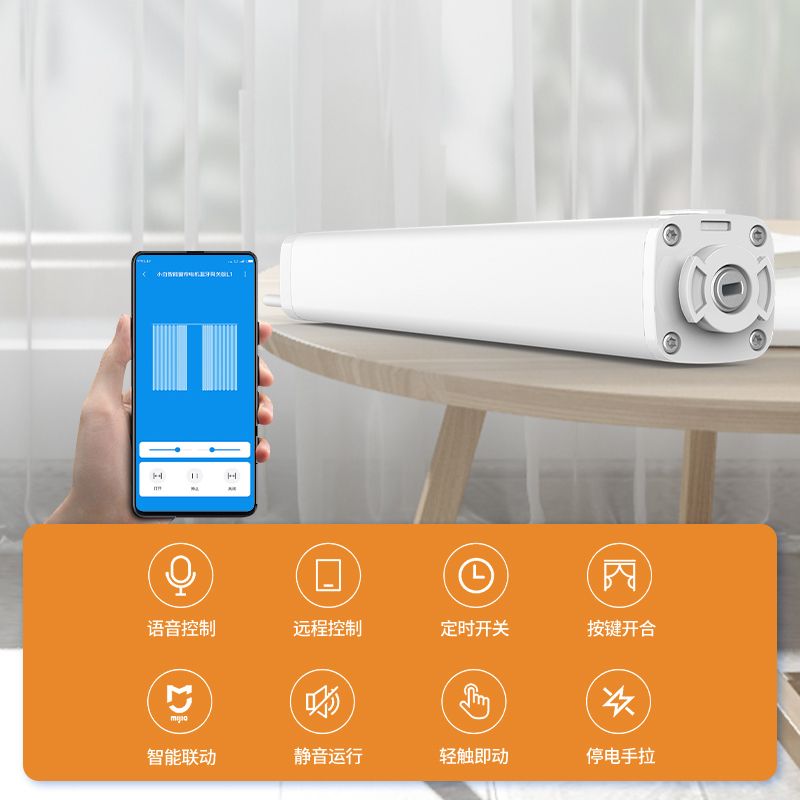 小白智能窗帘电机蓝牙网关版L1
打开
停止
关闭
语音控制
远程控制
定时开关
按键开合
mijia
智能联动
静音运行
轻触即动
停电手拉